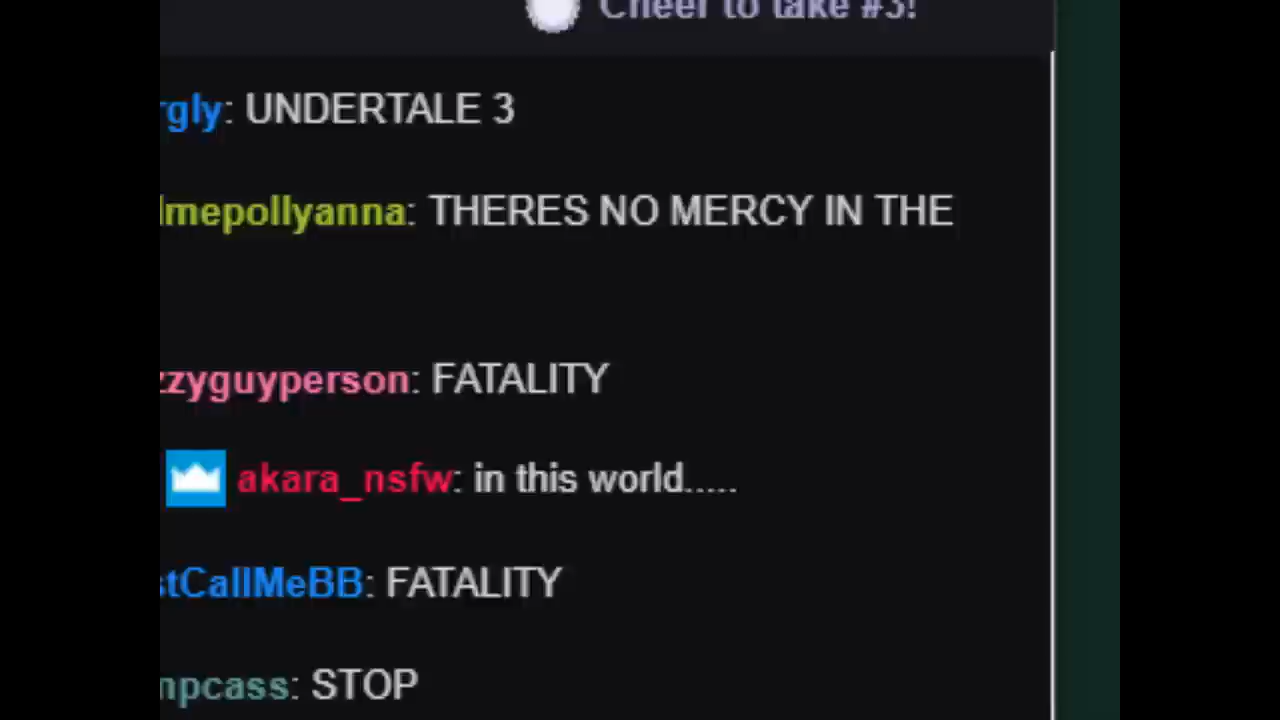 Cheer to take #3!
rgly: UNDERTALE 3
lmepollyanna: THERES NO MERCY IN THE
zzyguyperson: FATALITY
akara_nsfw: in this world.....
stCallMeBB: FATALITY
npcass: STOP